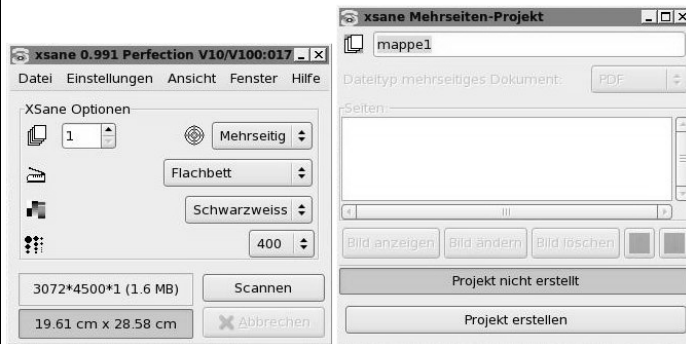 xsane 0.991 Perfection V10/V100:017
Datei Einstellungen Ansicht Fenster Hilfe
XSane Optionen
1
Mehrseitig
Flachbett
Schwarzweiss
400
3072*4500*1 (1.6 MB)
Scannen
19.61 cm x 28.58 cm
Abbrechen
xsane Mehrseiten-Projekt
mappe1
Dateityp mehrseitiges Dokument: PDF
Seiten
Bild anzeigen Bild ändern Bild löschen
Projekt nicht erstellt
Projekt erstellen